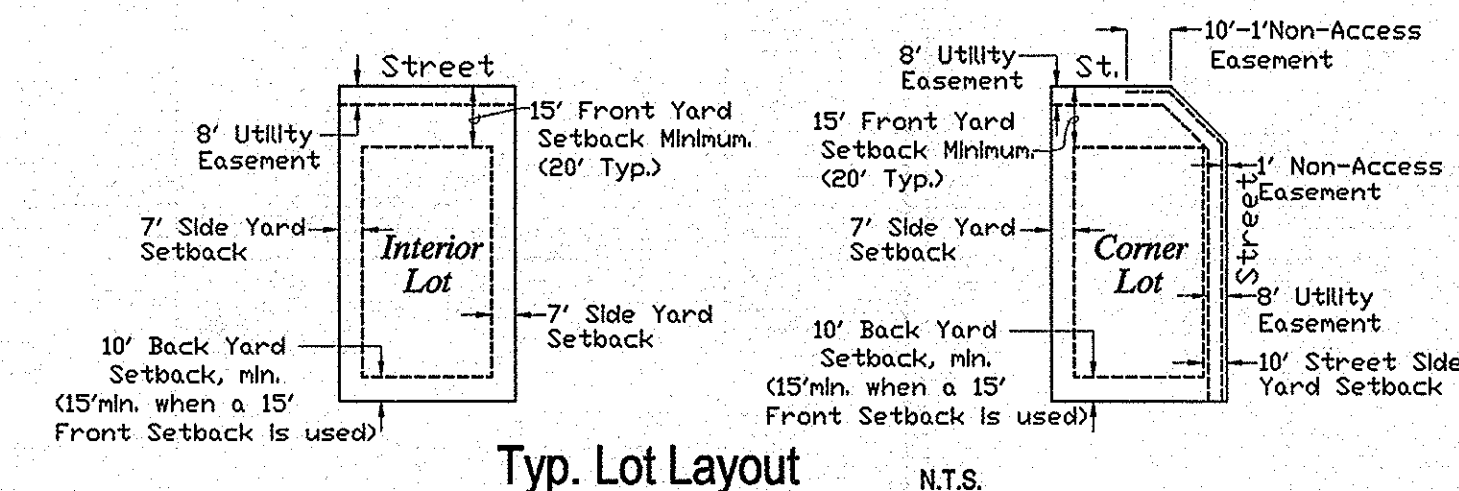 Street
8' Utility
Easement
15' Front Yard
Setback Minimum.
(20' Typ.)
7' Side Yard
Setback
Interior
Lot
7' Side Yard
Setback
10' Back Yard
Setback, min.
(15'min. when a 15'
Front Setback is used)
8' Utility
Easement
St.
10'-1'Non-Access
Easement
15' Front Yard
Setback Minimum.
(20' Typ.)
1' Non-Access
Easement
Street
7' Side Yard
Setback
Corner
Lot
8' Utility
Easement
10' Back Yard
Setback, min.
(15'min. when a 15'
Front Setback is used)
10' Street Side
Yard Setback
Typ. Lot Layout
N.T.S.